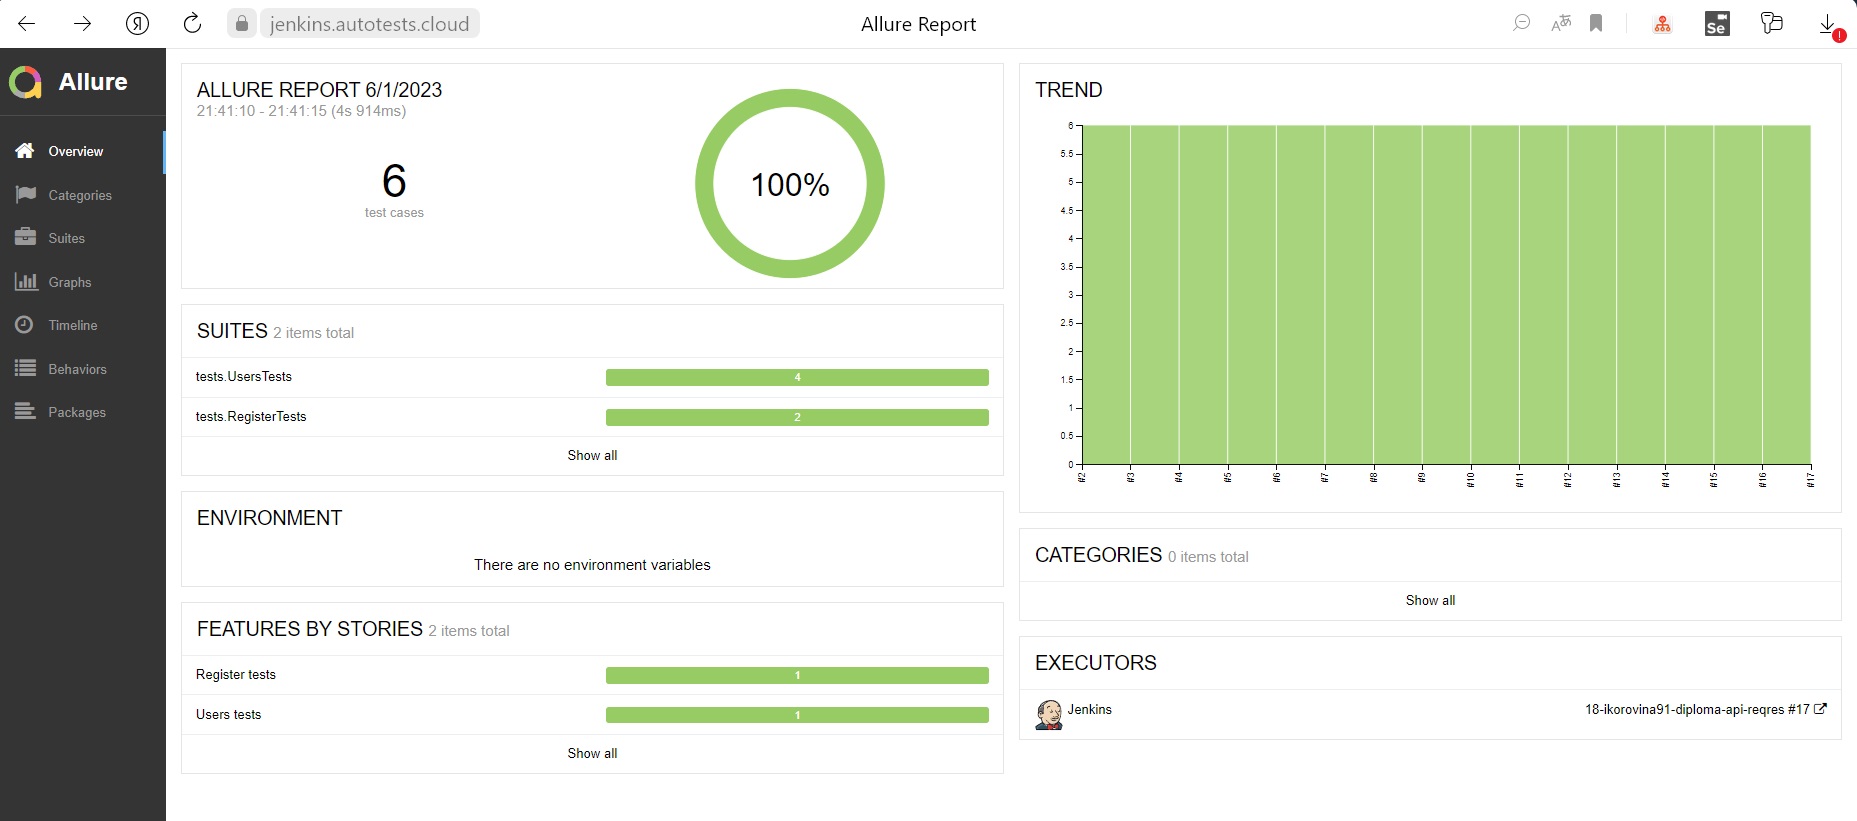 jenkins.autotests.cloud
Allure Report
Allure
Overview
Categories
Suites
Graphs
Timeline
Behaviors
Packages
ALLURE REPORT 6/1/2023
21:41:10 - 21:41:15 (4s 914ms)
6
test cases
100%
SUITES 2 items total
tests.UsersTests 4
tests.RegisterTests 2
Show all
ENVIRONMENT
There are no environment variables
FEATURES BY STORIES 2 items total
Register tests 1
Users tests 1
Show all
TREND
6
5.5
5
4.5
4
3.5
3
2.5
2
1.5
1
0.5
0
#2 #3 #4 #5 #6 #7 #8 #9 #10 #11 #12 #13 #14 #15 #16 #17
CATEGORIES 0 items total
Show all
EXECUTORS
Jenkins 18-ikorovina91-diploma-api-reqres #17
Я
Se